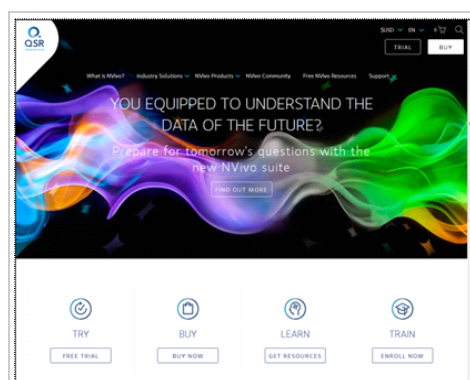 $USD EN 0
QSR
TRIAL BUY
What is NVivo? Industry Solutions NVivo Products NVivo Community Free NVivo Resources Support
YOU EQUIPPED TO UNDERSTAND THE
DATA OF THE FUTURE?
Prepare for tomorrow's questions with the
new NVivo suite
FIND OUT MORE
TRY BUY LEARN TRAIN
FREE TRIAL BUY NOW GET RESOURCES ENROLL NOW